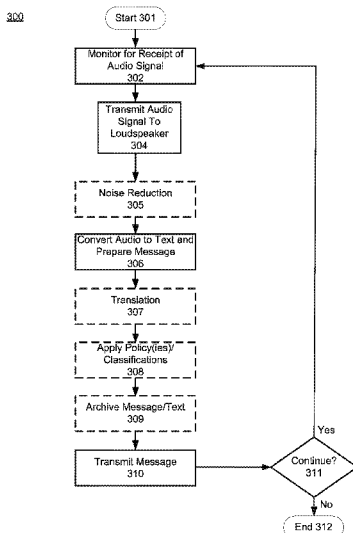 300
Start 301
Monitor for Receipt of
Audio Signal
302
Transmit Audio
Signal To
Loudspeaker
304
Noise Reduction
305
Convert Audio to Text and
Prepare Message
306
Translation
307
Apply Policy(ies)/
Classifications
308
Archive Message/Text
309
Transmit Message
310
Continue?
311
Yes
No
End 312